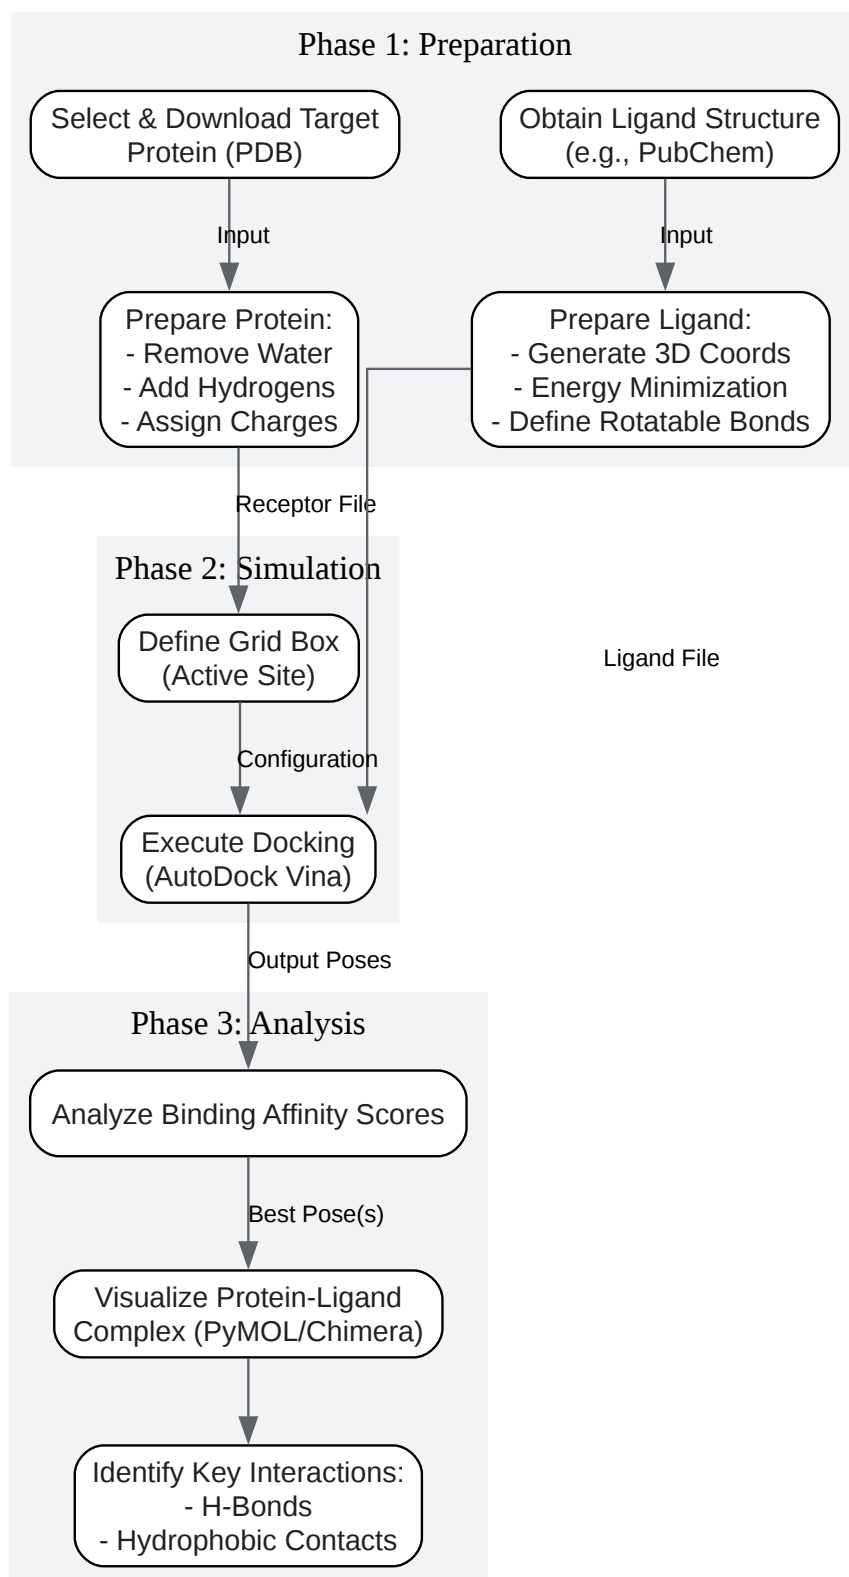 Phase 1: Preparation
Select & Download Target
Protein (PDB)
Obtain Ligand Structure
(e.g., PubChem)
Input
Input
Prepare Protein:
- Remove Water
- Add Hydrogens
- Assign Charges
Prepare Ligand:
- Generate 3D Coords
- Energy Minimization
- Define Rotatable Bonds
Receptor File
Phase 2: Simulation
Define Grid Box
(Active Site)
Ligand File
Configuration
Execute Docking
(AutoDock Vina)
Output Poses
Phase 3: Analysis
Analyze Binding Affinity Scores
Best Pose(s)
Visualize Protein-Ligand
Complex (PyMOL/Chimera)
Identify Key Interactions:
- H-Bonds
- Hydrophobic Contacts